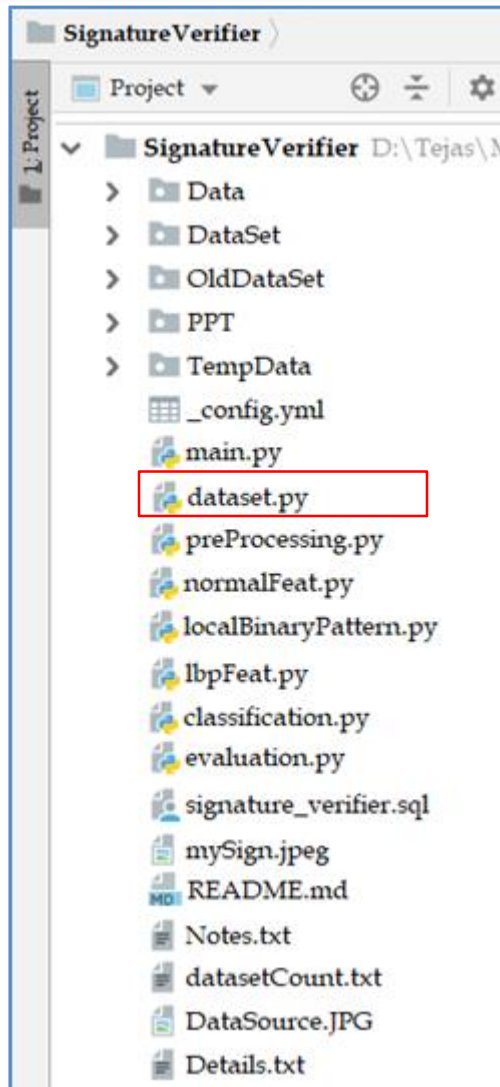 SignatureVerifier
1: Project
Project
SignatureVerifier D:\Tejas\
Data
DataSet
OldDataSet
PPT
TempData
_config.yml
main.py
dataset.py
preProcessing.py
normalFeat.py
localBinaryPattern.py
lbpFeat.py
classification.py
evaluation.py
signature_verifier.sql
mySign.jpeg
MD README.md
Notes.txt
datasetCount.txt
DataSource.JPG
Details.txt